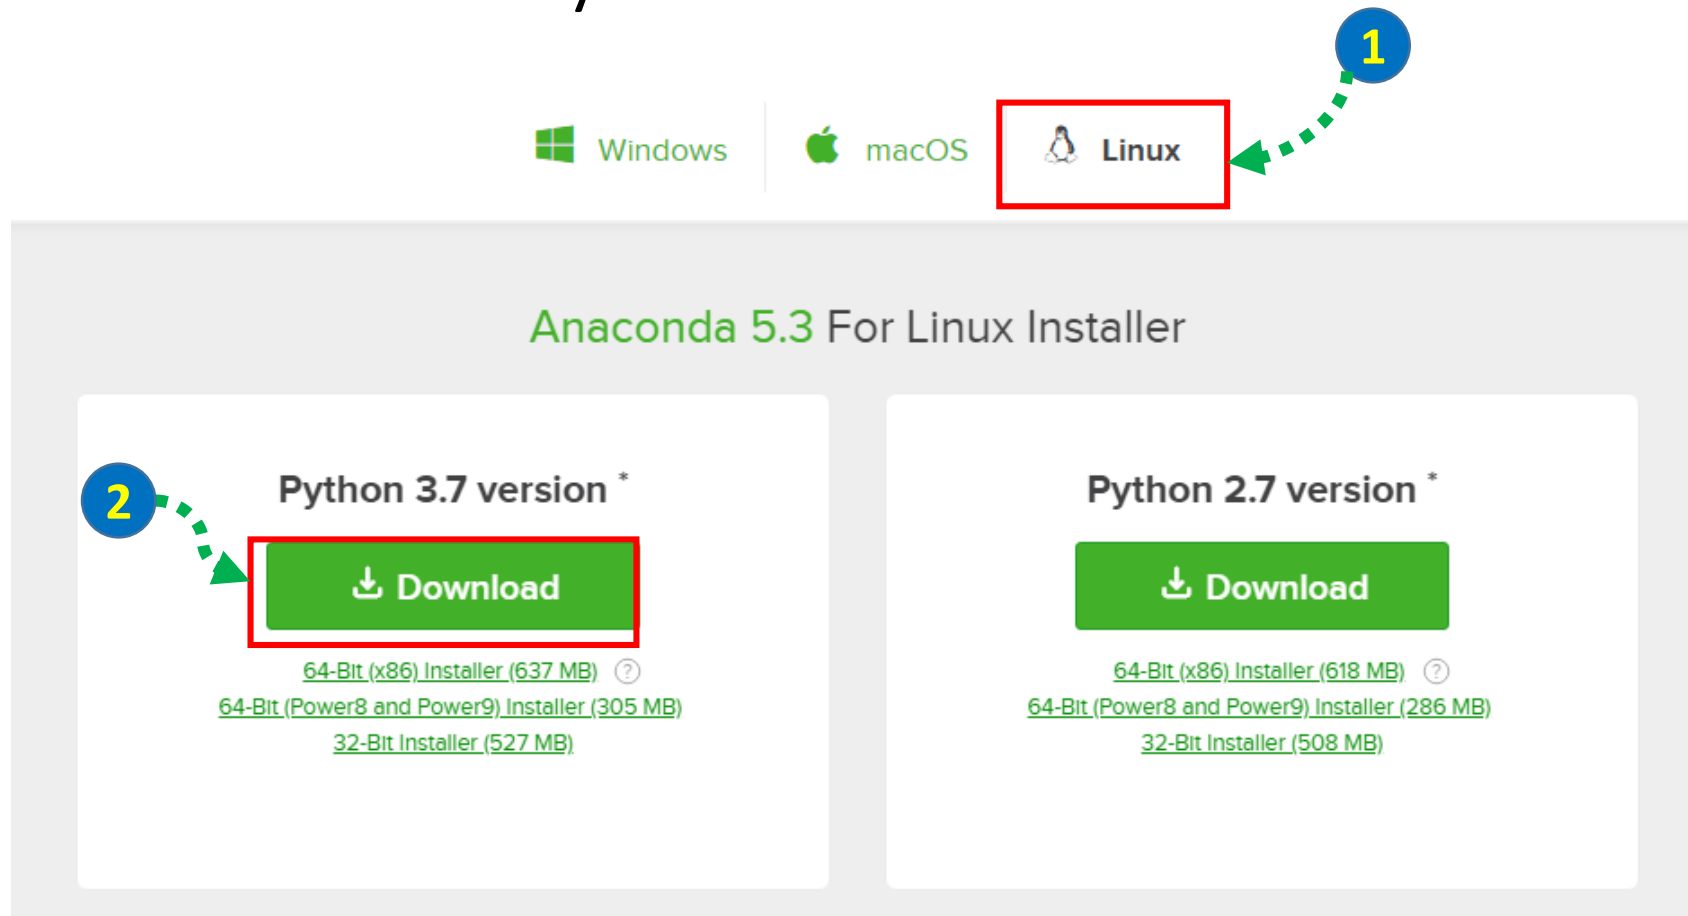 1
Windows macOS Linux
Anaconda 5.3 For Linux Installer
2
Python 3.7 version *
Download
64-Bit (x86) Installer (637 MB) ?
64-Bit (Power8 and Power9) Installer (305 MB)
32-Bit Installer (527 MB)
Python 2.7 version *
Download
64-Bit (x86) Installer (618 MB) ?
64-Bit (Power8 and Power9) Installer (286 MB)
32-Bit Installer (508 MB)